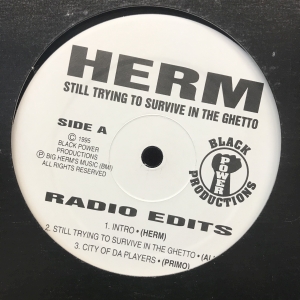 HERM
STILL TRYING TO SURVIVE IN THE GHETTO
SIDE A
© 1995
BLACK POWER
PRODUCTIONS
℗ BIG HERM'S MUSIC (BMI)
ALL RIGHTS RESERVED
BLACK
POWER
PRODUCTIONS
RADIO EDITS
1. INTRO • (HERM)
2. STILL TRYING TO SURVIVE IN THE GHETTO •
3. CITY OF DA PLAYERS • (PRIMO)